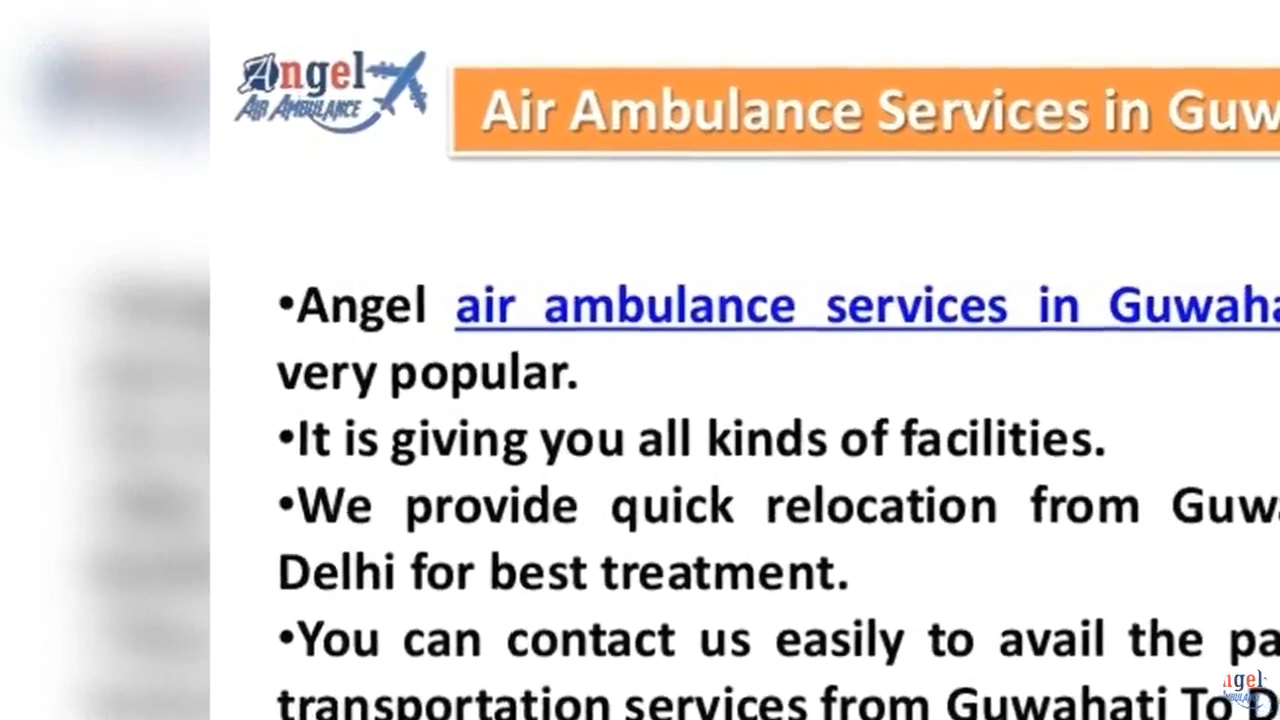 Angel
AIR AMBULANCE
Air Ambulance Services in Guw
•Angel air ambulance services in Guwaha
very popular.
•It is giving you all kinds of facilities.
•We provide quick relocation from Guwa
Delhi for best treatment.
•You can contact us easily to avail the pa
transportation services from Guwahati To D
ngel